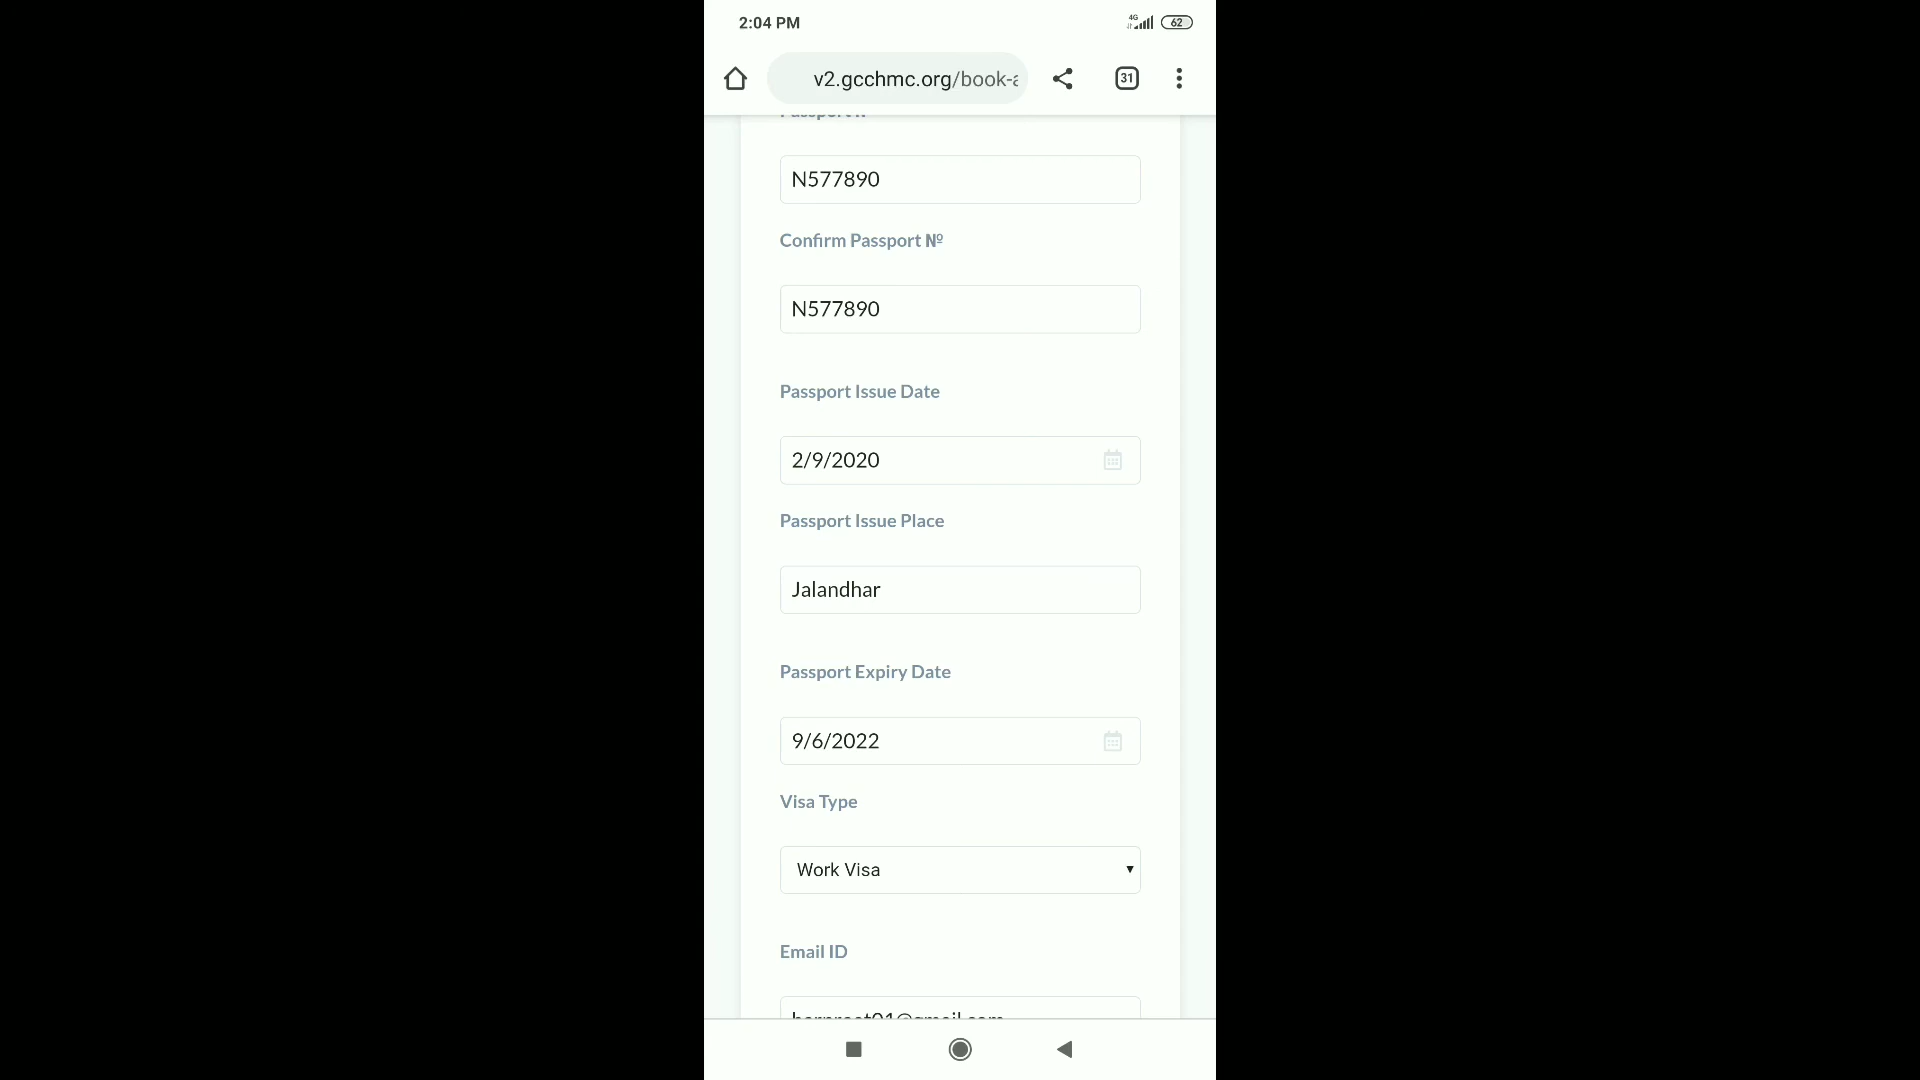 2:04 PM
4G
62
v2.gcchmc.org/book-a
31
N577890
Confirm Passport №
N577890
Passport Issue Date
2/9/2020
Passport Issue Place
Jalandhar
Passport Expiry Date
9/6/2022
Visa Type
Work Visa
Email ID